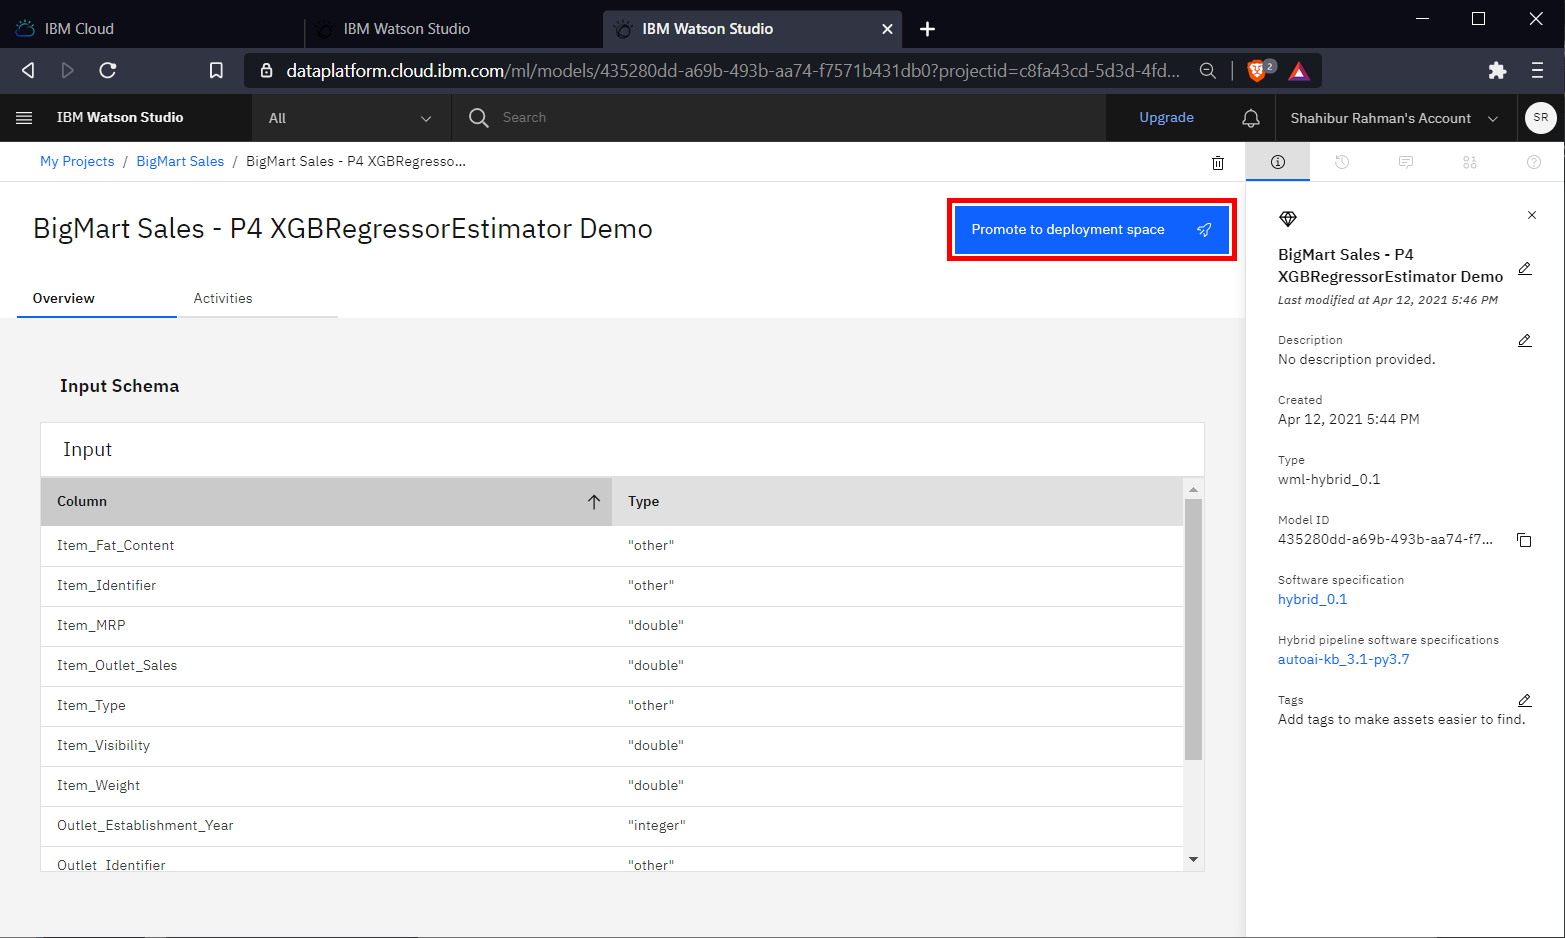 IBM Cloud
IBM Watson Studio
IBM Watson Studio
dataplatform.cloud.ibm.com/ml/models/435280dd-a69b-493b-aa74-f7571b431db0?projectid=c8fa43cd-5d3d-4fd...
2
IBM Watson Studio
All
Search
Upgrade
Shahibur Rahman's Account
SR
My Projects / BigMart Sales / BigMart Sales - P4 XGBRegresso...
BigMart Sales - P4 XGBRegressorEstimator Demo
Promote to deployment space
Overview
Activities
Input Schema
Input
Column Type
Item_Fat_Content "other"
Item_Identifier "other"
Item_MRP "double"
Item_Outlet_Sales "double"
Item_Type "other"
Item_Visibility "double"
Item_Weight "double"
Outlet_Establishment_Year "integer"
Outlet_Identifier "other"
BigMart Sales - P4
XGBRegressorEstimator Demo
Last modified at Apr 12, 2021 5:46 PM
Description
No description provided.
Created
Apr 12, 2021 5:44 PM
Type
wml-hybrid_0.1
Model ID
435280dd-a69b-493b-aa74-f7...
Software specification
hybrid_0.1
Hybrid pipeline software specifications
autoai-kb_3.1-py3.7
Tags
Add tags to make assets easier to find.